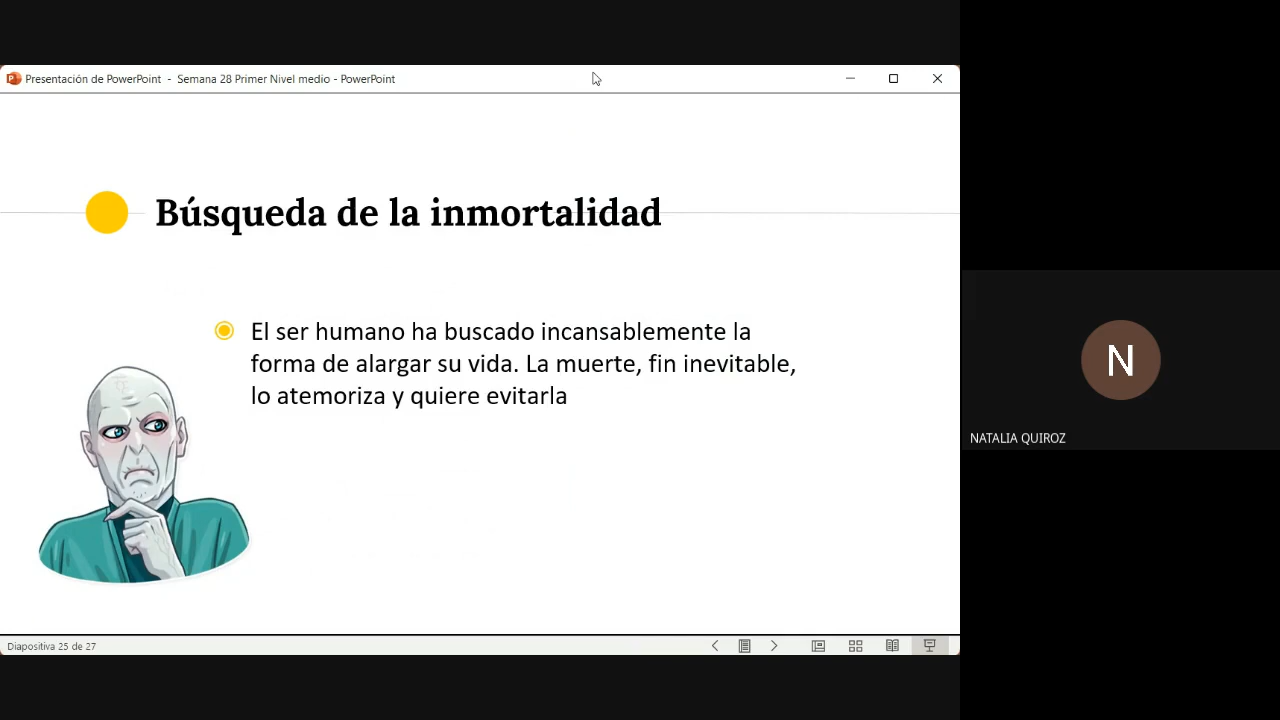 Presentación de PowerPoint - Semana 28 Primer Nivel medio - PowerPoint
Búsqueda de la inmortalidad
El ser humano ha buscado incansablemente la
forma de alargar su vida. La muerte, fin inevitable,
lo atemoriza y quiere evitarla
N
NATALIA QUIROZ
Diapositiva 25 de 27